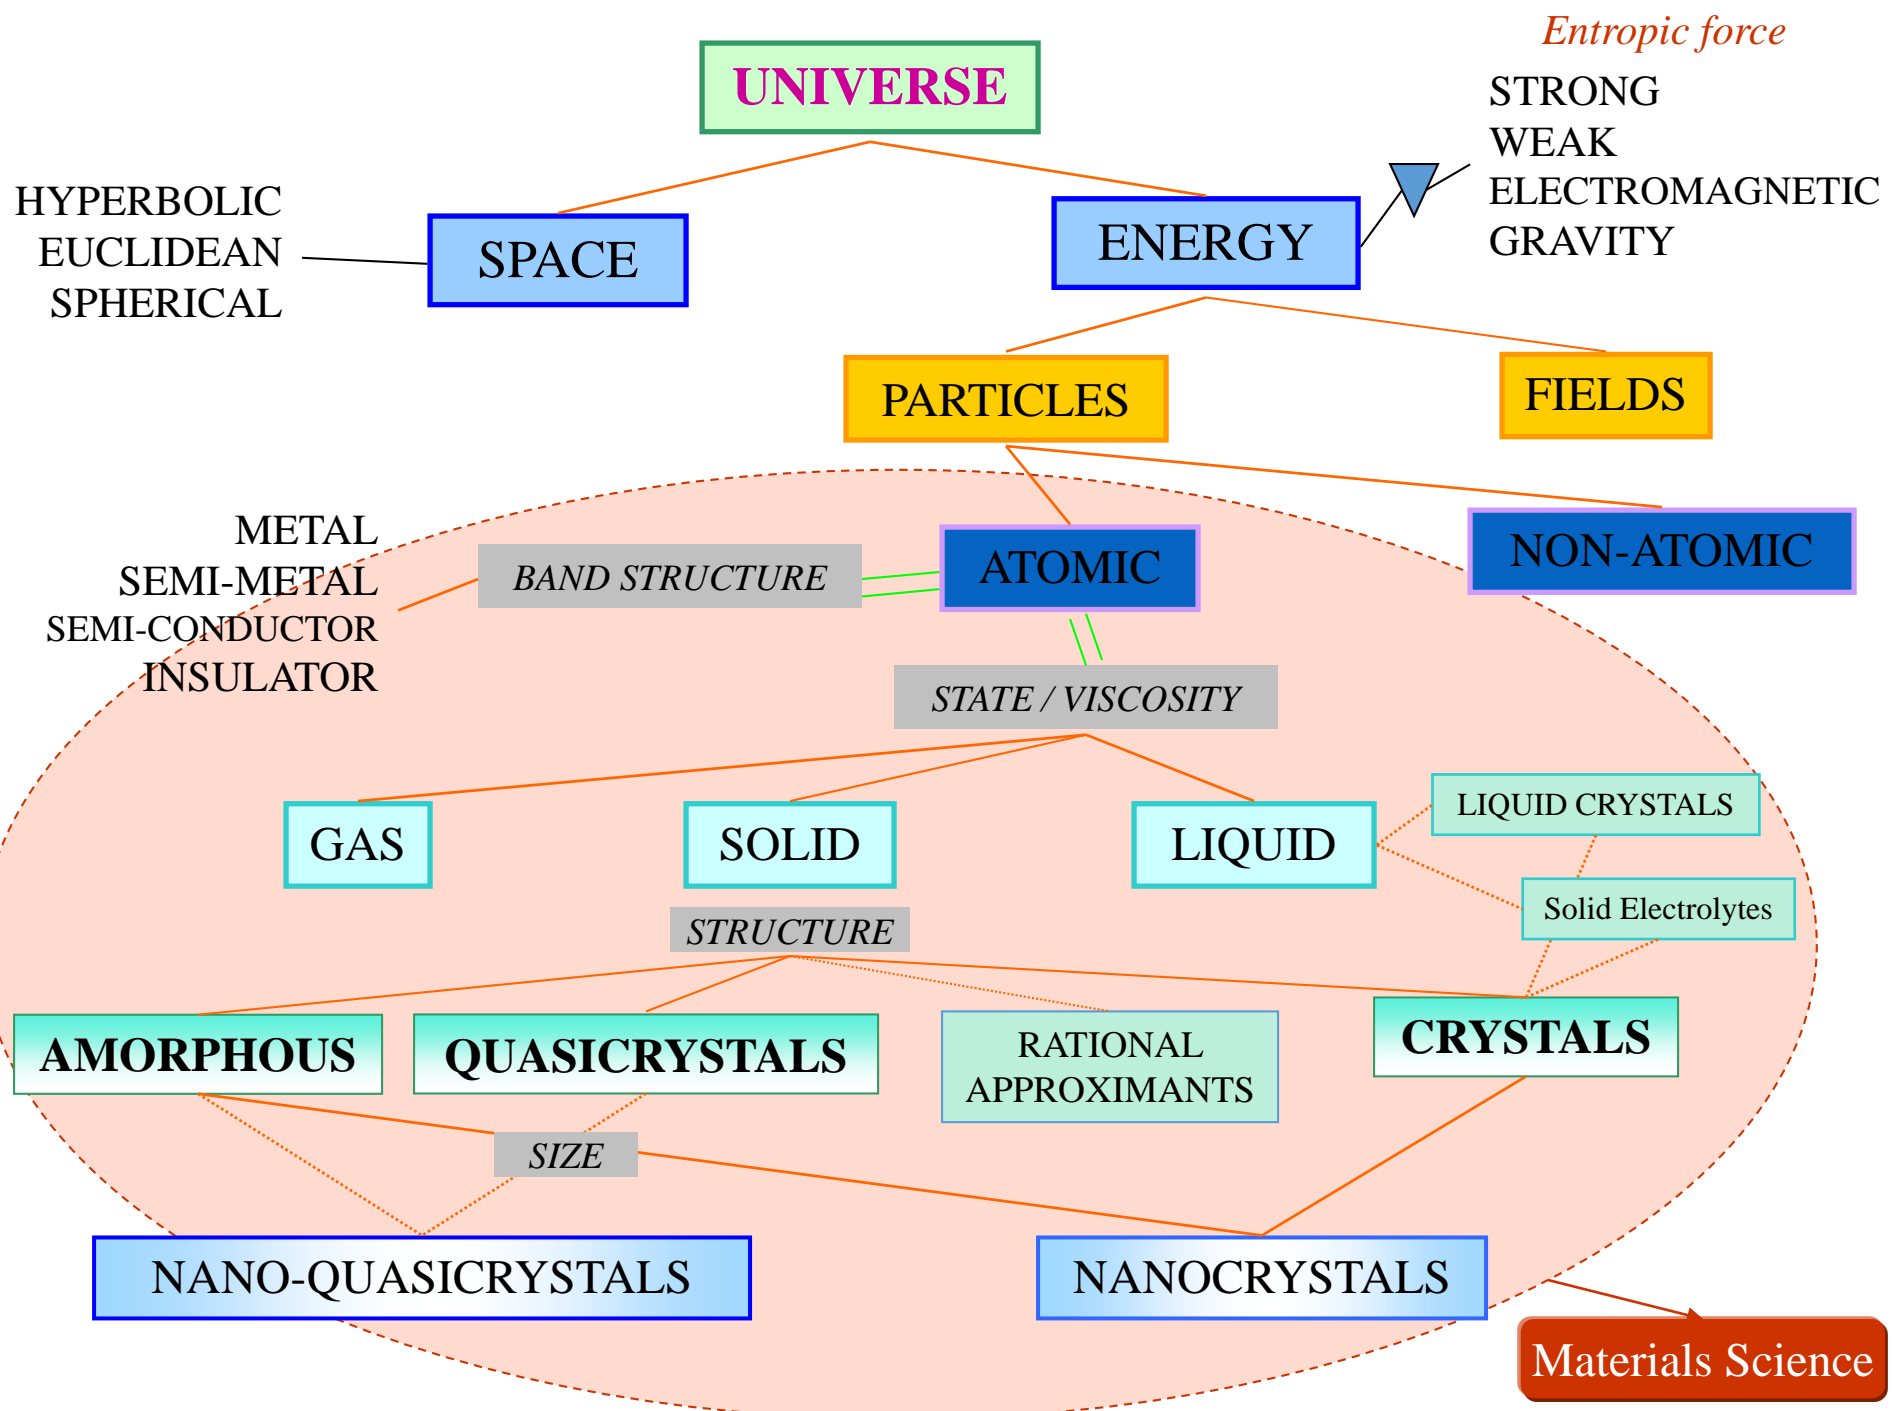 Entropic force
UNIVERSE
STRONG
WEAK
ELECTROMAGNETIC
GRAVITY
HYPERBOLIC
EUCLIDEAN
SPHERICAL
SPACE
ENERGY
PARTICLES
FIELDS
METAL
SEMI-METAL
SEMI-CONDUCTOR
INSULATOR
BAND STRUCTURE
ATOMIC
NON-ATOMIC
STATE / VISCOSITY
GAS
SOLID
LIQUID
LIQUID CRYSTALS
Solid Electrolytes
STRUCTURE
AMORPHOUS
QUASICRYSTALS
RATIONAL
APPROXIMANTS
CRYSTALS
SIZE
NANO-QUASICRYSTALS
NANOCRYSTALS
Materials Science